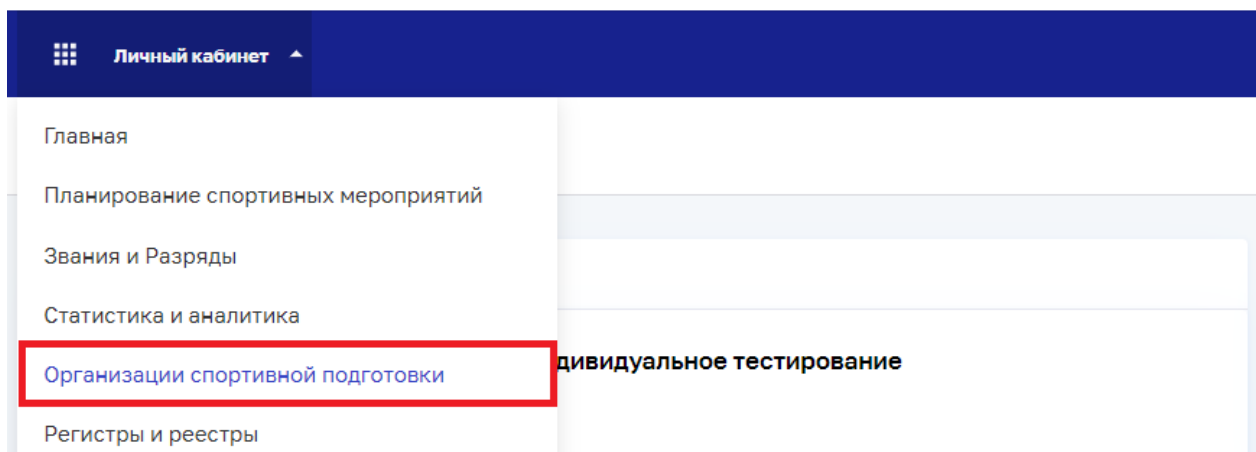 Личный кабинет
Главная
Планирование спортивных мероприятий
Звания и Разряды
Статистика и аналитика
Организации спортивной подготовки
дивидуальное тестирование
Регистры и реестры